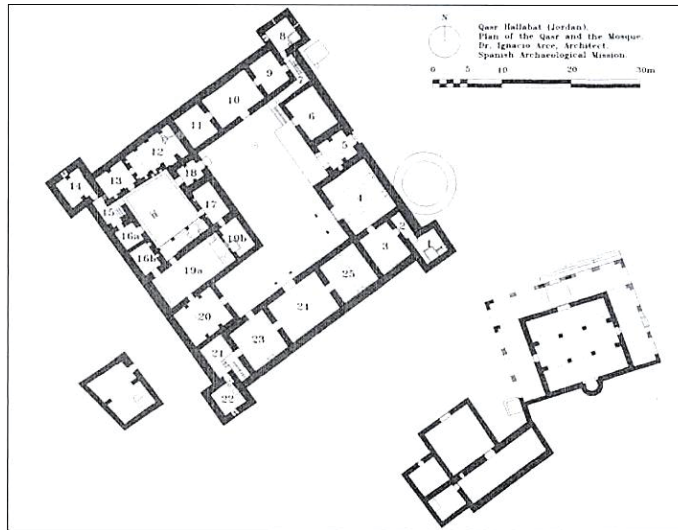 N
Qasr Hallabat (Jordan).
Plan of the Qasr and the Mosque.
Dr. Ignacio Arce, Architect.
Spanish Archaeological Mission.
0 5 10 20 30m
8
9
7
10
6
11
12
5
18
13
14
1
17
15
2
16a
19b
3
16b
19a
25
24
20
23
21
22